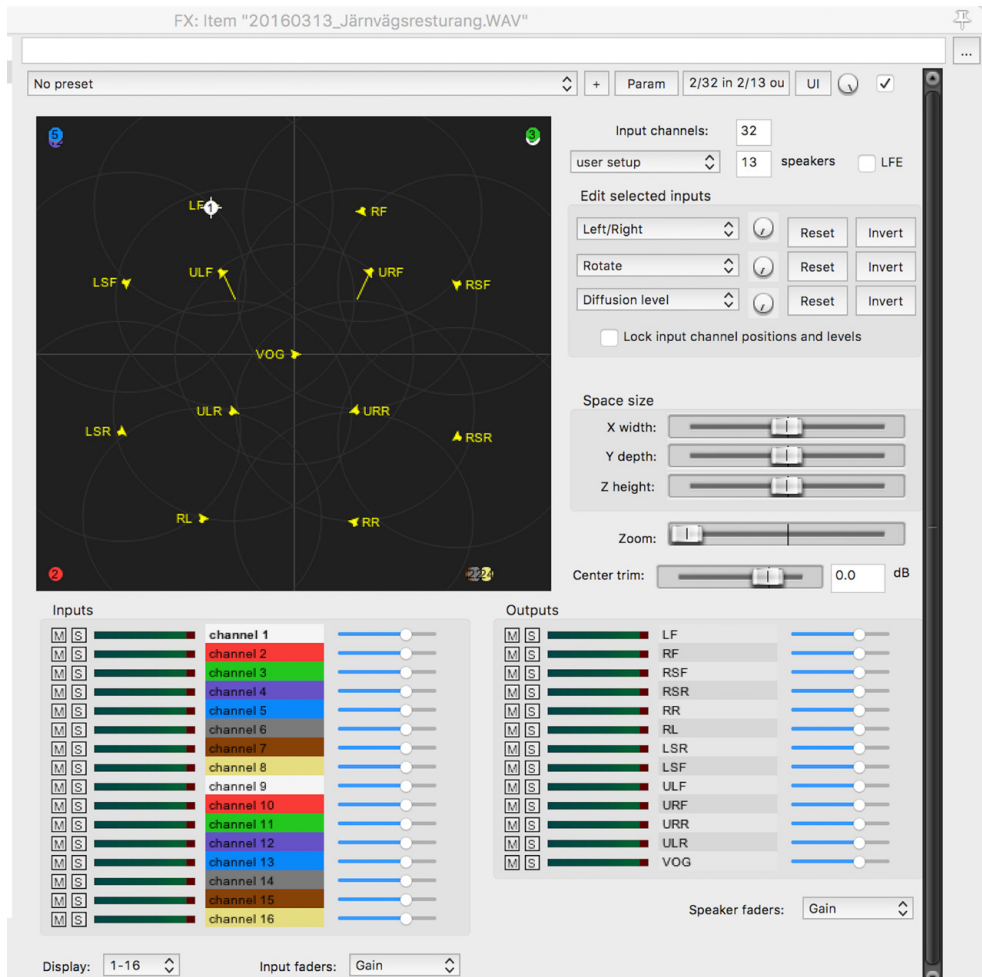 FX: Item "20160313_Järnvägsresturang.WAV"
...
No preset + Param 2/32 in 2/13 ou UI
5 3
LF 1 RF
ULF URF
LSF RSF
VOG
ULR URR
LSR RSR
RL RR
2 24
Input channels: 32
user setup 13 speakers LFE
Edit selected inputs
Left/Right Reset Invert
Rotate Reset Invert
Diffusion level Reset Invert
Lock input channel positions and levels
Space size
X width:
Y depth:
Z height:
Zoom:
Center trim: 0.0 dB
Inputs
M S channel 1
M S channel 2
M S channel 3
M S channel 4
M S channel 5
M S channel 6
M S channel 7
M S channel 8
M S channel 9
M S channel 10
M S channel 11
M S channel 12
M S channel 13
M S channel 14
M S channel 15
M S channel 16
Display: 1-16 Input faders: Gain
Outputs
M S LF
M S RF
M S RSF
M S RSR
M S RR
M S RL
M S LSR
M S LSF
M S ULF
M S URF
M S URR
M S ULR
M S VOG
Speaker faders: Gain